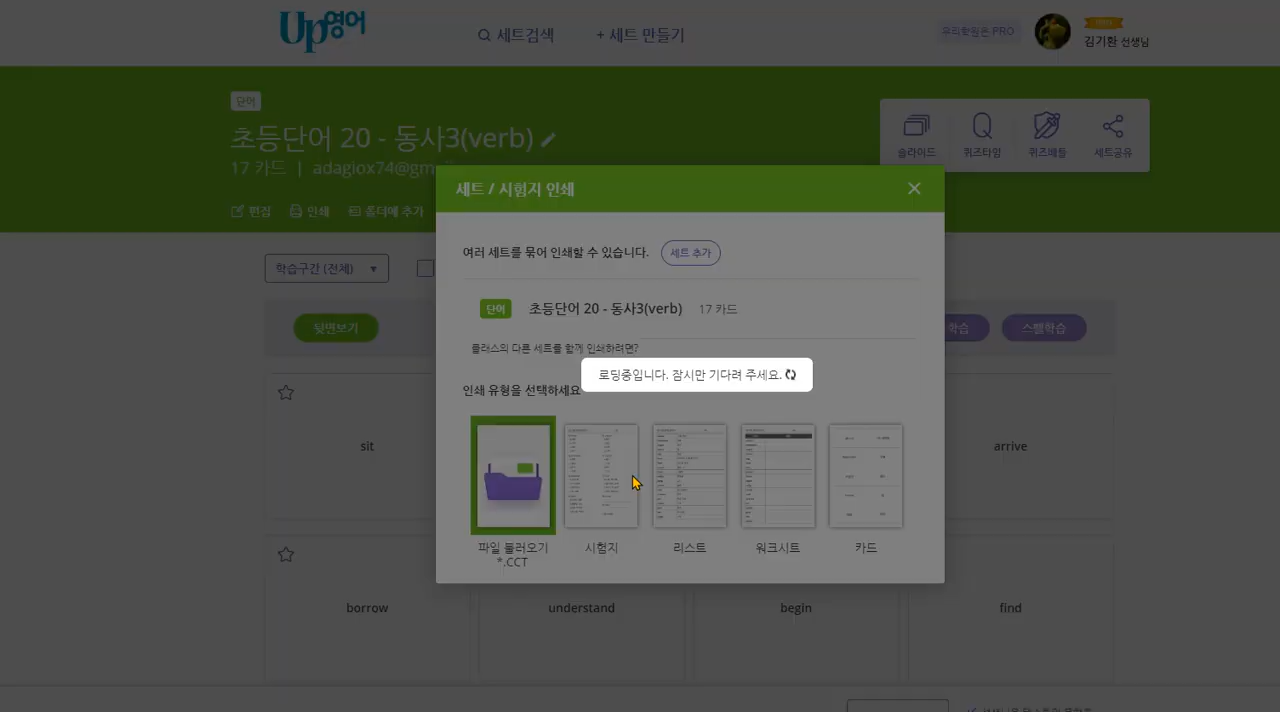 Up영어
세트검색
+ 세트 만들기
우리학원은 PRO
김기환 선생님
단어
초등단어 20 - 동사3(verb)
17 카드 | adagiox74@gm
슬라이드
퀴즈타임
퀴즈배틀
세트공유
편집
인쇄
폴더에 추가
세트 / 시험지 인쇄
여러 세트를 묶어 인쇄할 수 있습니다.
세트 추가
학습구간 (전체)
단어
초등단어 20 - 동사3(verb)
17 카드
뒷면보기
학습
스펠학습
클래스의 다른 세트를 함께 인쇄하려면?
로딩중입니다. 잠시만 기다려 주세요.
인쇄 유형을 선택하세요
sit
arrive
파일 불러오기
*.CCT
시험지
리스트
워크시트
카드
borrow
understand
begin
find